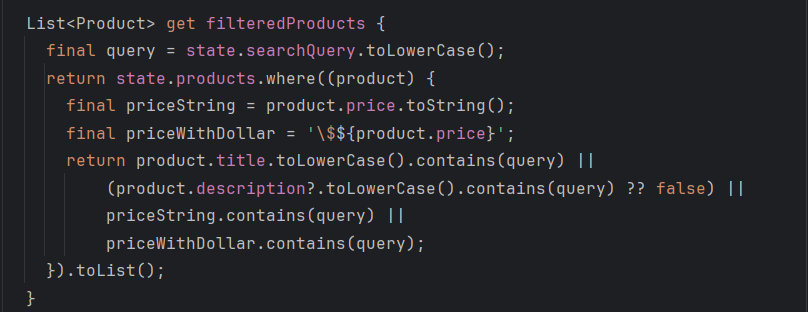 List<Product> get filteredProducts {
  final query = state.searchQuery.toLowerCase();
  return state.products.where((product) {
    final priceString = product.price.toString();
    final priceWithDollar = '\$${product.price}';
    return product.title.toLowerCase().contains(query) ||
        (product.description?.toLowerCase().contains(query) ?? false) ||
        priceString.contains(query) ||
        priceWithDollar.contains(query);
  }).toList();
}